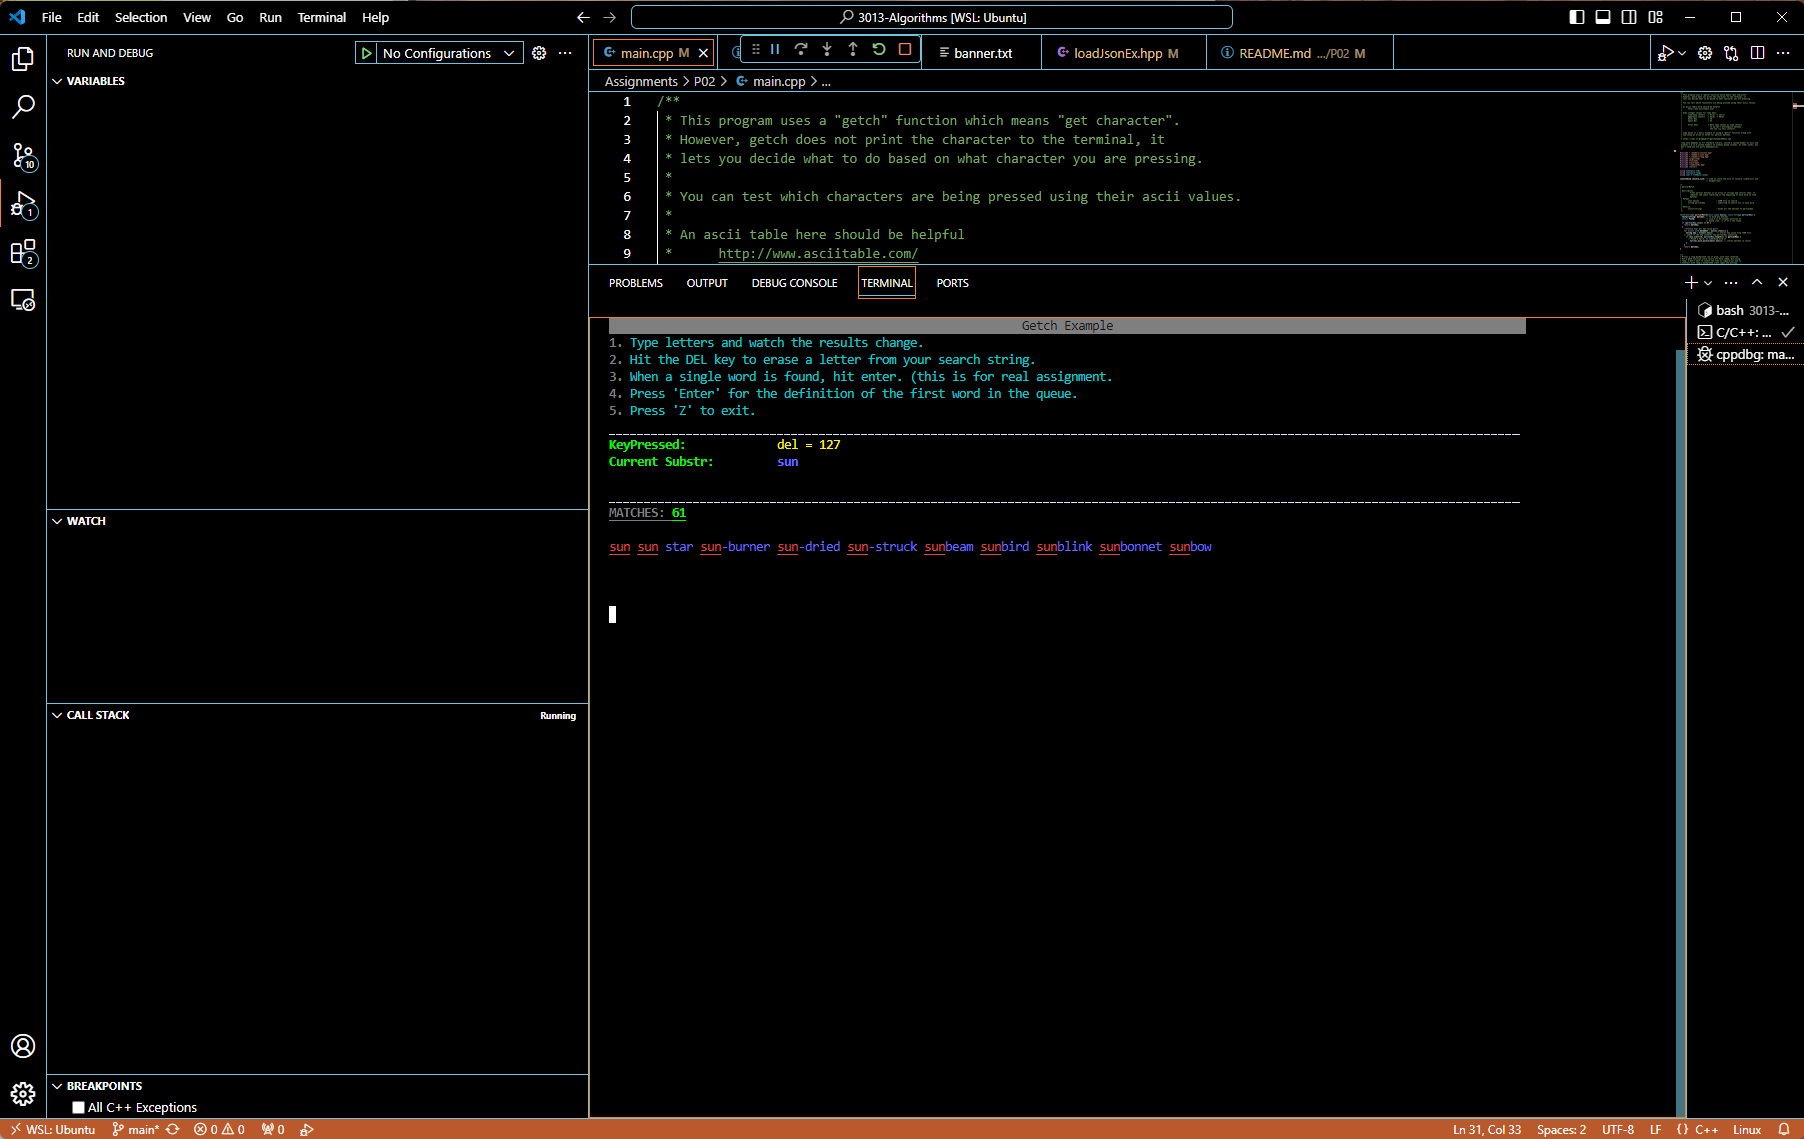 File Edit Selection View Go Run Terminal Help
3013-Algorithms [WSL: Ubuntu]
RUN AND DEBUG
No Configurations
main.cpp M
banner.txt
loadJsonEx.hpp M
README.md .../P02 M
VARIABLES
Assignments > P02 > main.cpp > ...
1 /**
2 * This program uses a "getch" function which means "get character".
3 * However, getch does not print the character to the terminal, it
4 * lets you decide what to do based on what character you are pressing.
5 *
6 * You can test which characters are being pressed using their ascii values.
7 *
8 * An ascii table here should be helpful
9 * http://www.asciitable.com/
10
1
2
PROBLEMS OUTPUT DEBUG CONSOLE TERMINAL PORTS
bash 3013-...
C/C++: ...
cppdbg: ma...
Getch Example
1. Type letters and watch the results change.
2. Hit the DEL key to erase a letter from your search string.
3. When a single word is found, hit enter. (this is for real assignment.
4. Press 'Enter' for the definition of the first word in the queue.
5. Press 'Z' to exit.
KeyPressed: del = 127
Current Substr: sun
MATCHES: 61
sun sun star sun-burner sun-dried sun-struck sunbeam sunbird sunblink sunbonnet sunbow
WATCH
CALL STACK Running
BREAKPOINTS
All C++ Exceptions
WSL: Ubuntu main* 0 0 0 Ln 31, Col 33 Spaces: 2 UTF-8 LF {} C++ Linux